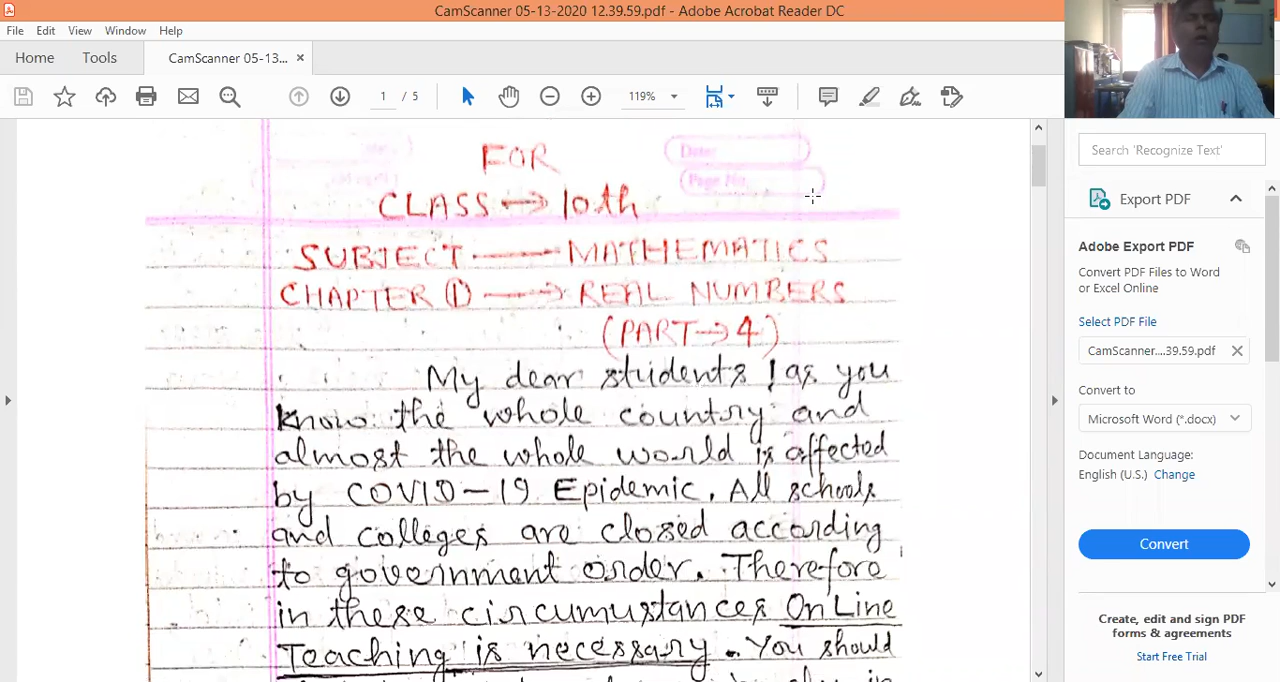 CamScanner 05-13-2020 12.39.59.pdf - Adobe Acrobat Reader DC
File Edit View Window Help
Home Tools CamScanner 05-13... ×
1 / 5 119%
Search 'Recognize Text'
Export PDF
Adobe Export PDF
Convert PDF Files to Word
or Excel Online
Select PDF File
CamScanner....39.59.pdf
Convert to
Microsoft Word (*.docx)
Document Language:
English (U.S.) Change
Convert
Create, edit and sign PDF
forms & agreements
Start Free Trial
Date:
Page No.
FOR
CLASS → 10th
SUBJECT — MATHEMATICS
CHAPTER ① → REAL NUMBERS
(PART→4)
My dear students ! as you
know the whole country and
almost the whole world is affected
by COVID-19 Epidemic. All schools
and colleges are closed according
to government order. Therefore
in these circumustances OnLine
Teaching is necessary. You should